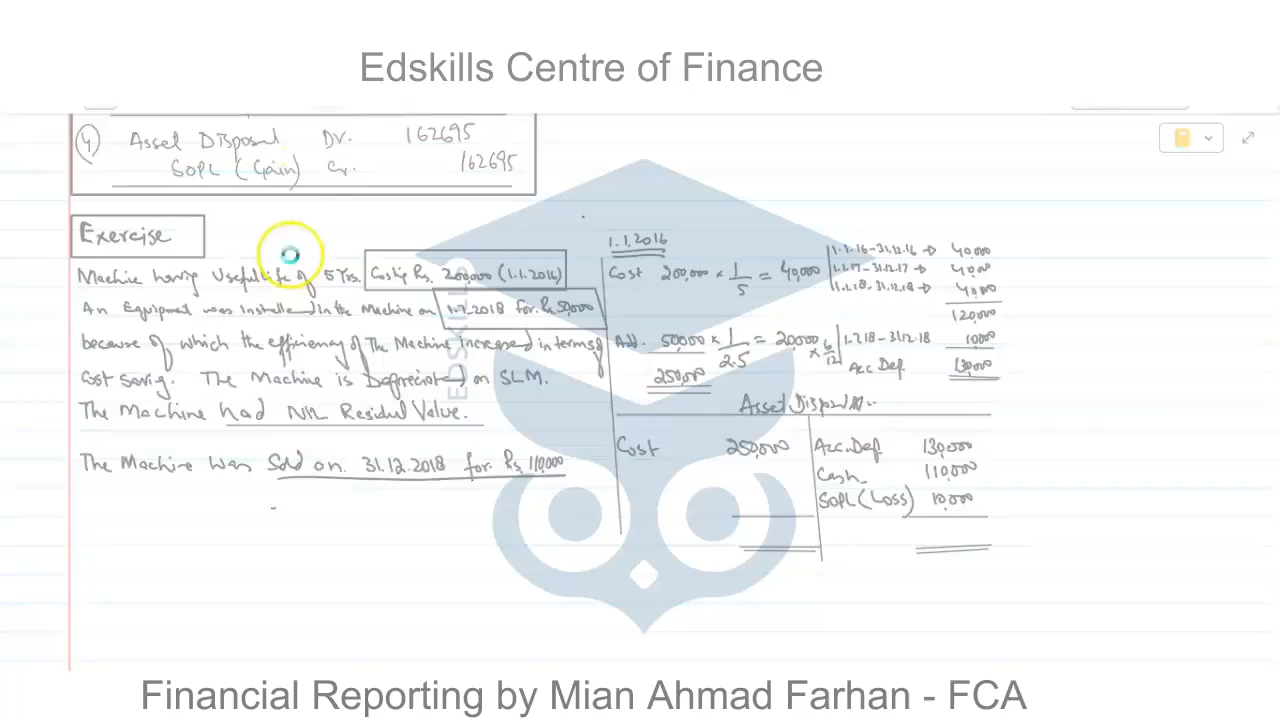 Edskills Centre of Finance
4 Asset Disposal Dr. 162695
SOPL (Gain) Cr. 162695
Exercise
Machine having Useful life of 5 Yrs. Costig Rs. 200,000 (1.1.2016)
An Equipment was Installed In the Machine on 1.7.2018 for Rs. 50,000
because of which the efficiency of The Machine Increased in terms of
Cost Saving. The Machine is Depreciated on SLM.
The Machine had NIL Residual Value.
The Machine was Sold on 31.12.2018 for Rs. 110,000
1.1.2016
Cost 200,000 × 1/5 = 40,000
1.1.16 - 31.12.16 → 40,000
1.1.17 - 31.12.17 → 40,000
1.1.18 - 31.12.18 → 40,000
120,000
Add. 50,000 × 1/2.5 = 20,000 × 6/12 1.7.18 - 31.12.18 10,000
250,000 Acc Dep 130,000
Asset Disposal
Cost 250,000 Acc. Dep 130,000
Cash 110,000
SOPL (Loss) 10,000
EDSKILLS
Financial Reporting by Mian Ahmad Farhan - FCA